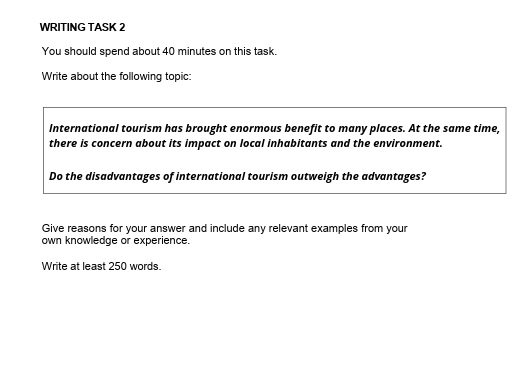 WRITING TASK 2
You should spend about 40 minutes on this task.
Write about the following topic:
International tourism has brought enormous benefit to many places. At the same time,
there is concern about its impact on local inhabitants and the environment.
Do the disadvantages of international tourism outweigh the advantages?
Give reasons for your answer and include any relevant examples from your
own knowledge or experience.
Write at least 250 words.